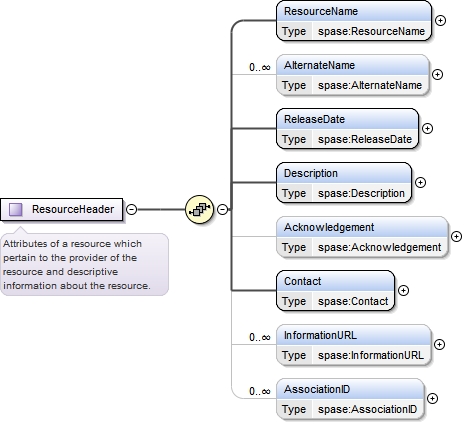 ResourceName
Type spase:ResourceName
0..∞
AlternateName
Type spase:AlternateName
ReleaseDate
Type spase:ReleaseDate
Description
Type spase:Description
ResourceHeader
Attributes of a resource which
pertain to the provider of the
resource and descriptive
information about the resource.
Acknowledgement
Type spase:Acknowledgement
Contact
Type spase:Contact
0..∞
InformationURL
Type spase:InformationURL
0..∞
AssociationID
Type spase:AssociationID